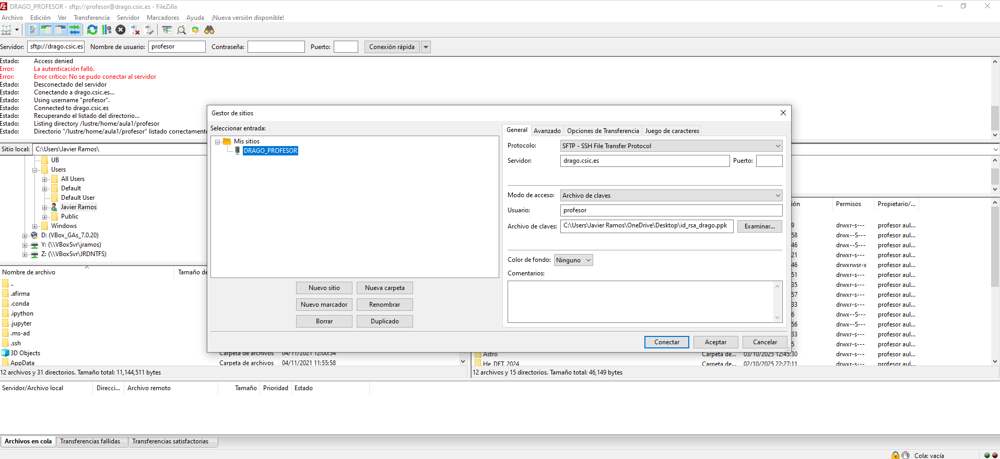 DRAGO_PROFESOR - sftp://profesor@drago.csic.es - FileZilla
Archivo Edición Ver Transferencia Servidor Marcadores Ayuda ¡Nueva versión disponible!
Servidor: sftp://drago.csic.es Nombre de usuario: profesor Contraseña: Puerto: Conexión rápida
Estado: Access denied
Error: La autenticación falló.
Error: Error crítico: No se pudo conectar al servidor
Estado: Desconectado del servidor
Estado: Conectando a drago.csic.es...
Estado: Using username "profesor".
Estado: Connected to drago.csic.es
Estado: Recuperando el listado del directorio...
Estado: Listing directory /lustre/home/aula1/profesor
Estado: Directorio "/lustre/home/aula1/profesor" listado correctamente
Sitio local: C:\Users\Javier Ramos\
UB
Users
All Users
Default
Default User
Javier Ramos
Public
Windows
D: (VBox_GAs_7.0.20)
Y: (\\VBoxSvr\jramos)
Z: (\\VBoxSvr\JRDNTFS)
Nombre de archivo Tamaño de
..
.afirma
.conda
.ipython
.jupyter
.ms-ad
.ssh
3D Objects Carpeta de archivos 04/11/2021 12:00:54
AppData Carpeta de archivos 04/11/2021 11:55:58
12 archivos y 31 directorios. Tamaño total: 11,144,511 bytes
Gestor de sitios
Seleccionar entrada:
Mis sitios
DRAGO_PROFESOR
Nuevo sitio Nueva carpeta
Nuevo marcador Renombrar
Borrar Duplicado
General Avanzado Opciones de Transferencia Juego de caracteres
Protocolo: SFTP - SSH File Transfer Protocol
Servidor: drago.csic.es Puerto:
Modo de acceso: Archivo de claves
Usuario: profesor
Archivo de claves: C:\Users\Javier Ramos\OneDrive\Desktop\id_rsa_drago.ppk Examinar...
Color de fondo: Ninguno
Comentarios:
Conectar Aceptar Cancelar
ión Permisos Propietario/...
9 drwxr-s--- profesor aul...
58 drwx--S--- profesor aul...
46 drwx--S--- profesor aul...
21 drwxr-s--- profesor aul...
46 drwxrwsr-x profesor aul...
51 drwxr-s--- profesor aul...
35 drwxr-s--- profesor aul...
57 drwxr-s--- profesor aul...
33 drwxr-s--- profesor aul...
6 drwx--S--- profesor aul...
56 drwx--S--- profesor aul...
33 drwxr-s--- profesor aul...
5 drwxr-s--- profesor aul...
Astro Carpeta de... 03/10/2025 12:45:30 drwxr-s--- profesor aul...
He_DFT_2024 Carpeta de... 02/10/2025 22:27:11 drwxr-s--- profesor aul...
12 archivos y 15 directorios. Tamaño total: 46,149 bytes
Servidor/Archivo local Direcci... Archivo remoto Tamaño Prioridad Estado
Archivos en cola Transferencias fallidas Transferencias satisfactorias
Cola: vacía